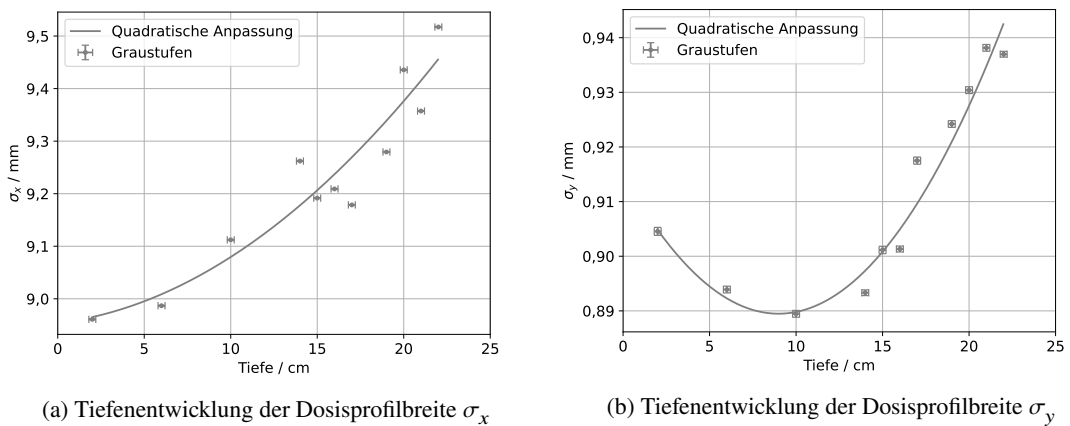 Quadratische Anpassung
Graustufen
9,5
9,4
9,3
9,2
9,1
9,0
σx / mm
0 5 10 15 20 25
Tiefe / cm
(a) Tiefenentwicklung der Dosisprofilbreite σx
Quadratische Anpassung
Graustufen
0,94
0,93
0,92
0,91
0,90
0,89
σy / mm
0 5 10 15 20 25
Tiefe / cm
(b) Tiefenentwicklung der Dosisprofilbreite σy